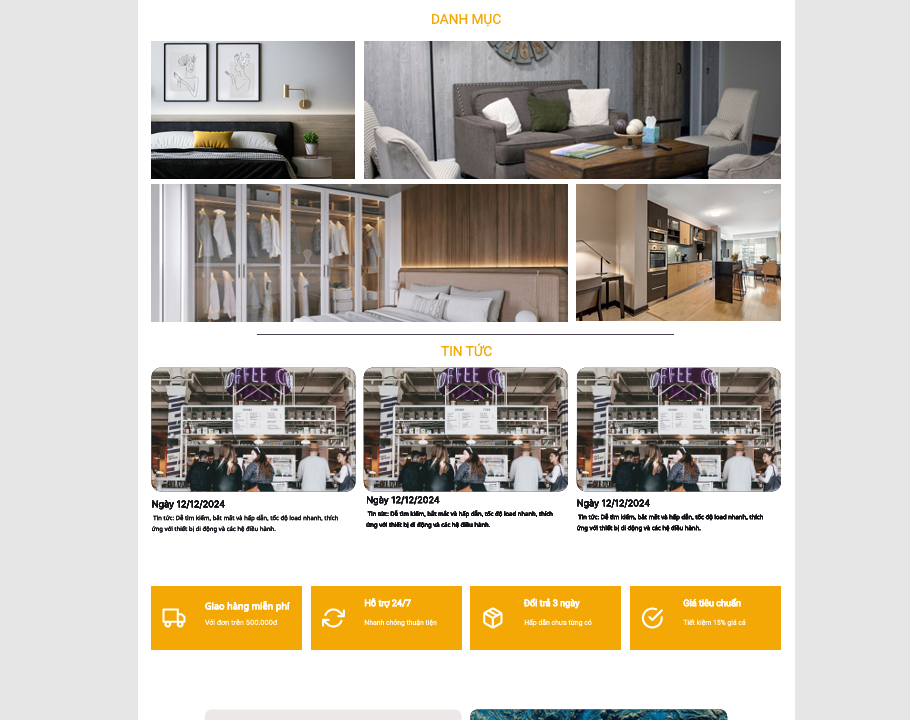 DANH MỤC
TIN TỨC
OFFEE CO
OFFEE CO
OFFEE CO
Ngày 12/12/2024
Tin tức: Dễ tìm kiếm, bắt mắt và hấp dẫn, tốc độ load nhanh, thích
ứng với thiết bị di động và các hệ điều hành.
Ngày 12/12/2024
Tin tức: Dễ tìm kiếm, bắt mắt và hấp dẫn, tốc độ load nhanh, thích
ứng với thiết bị di động và các hệ điều hành.
Ngày 12/12/2024
Tin tức: Dễ tìm kiếm, bắt mắt và hấp dẫn, tốc độ load nhanh, thích
ứng với thiết bị di động và các hệ điều hành.
Giao hàng miễn phí
Với đơn trên 500.000đ
Hỗ trợ 24/7
Nhanh chóng thuận tiện
Đổi trả 3 ngày
Hấp dẫn chưa từng có
Giá tiêu chuẩn
Tiết kiệm 15% giá cả